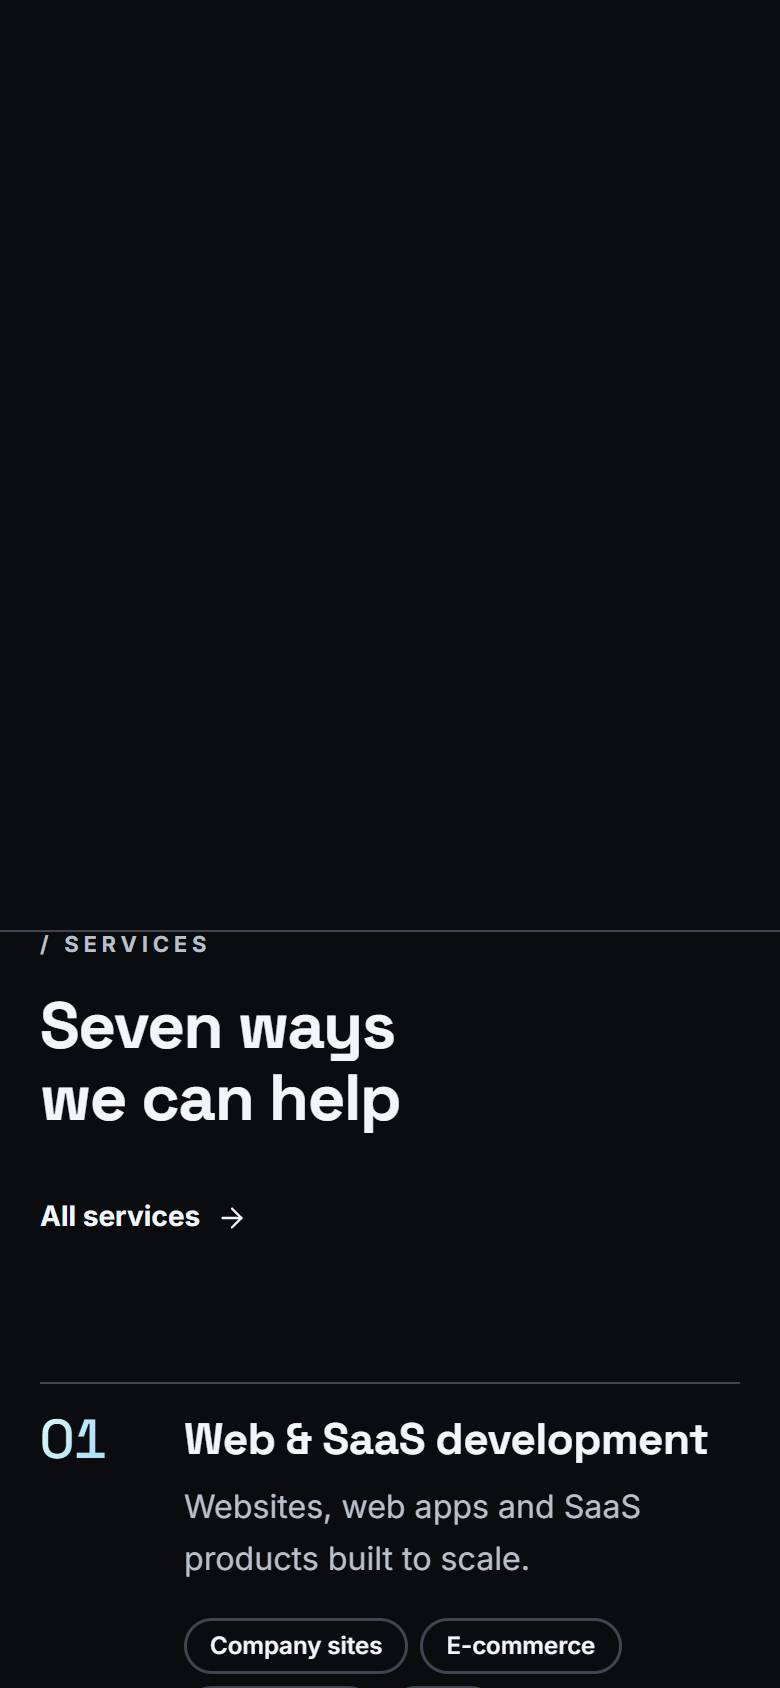 / SERVICES
Seven ways
we can help
All services →
01
Web & SaaS development
Websites, web apps and SaaS
products built to scale.
Company sites
E-commerce